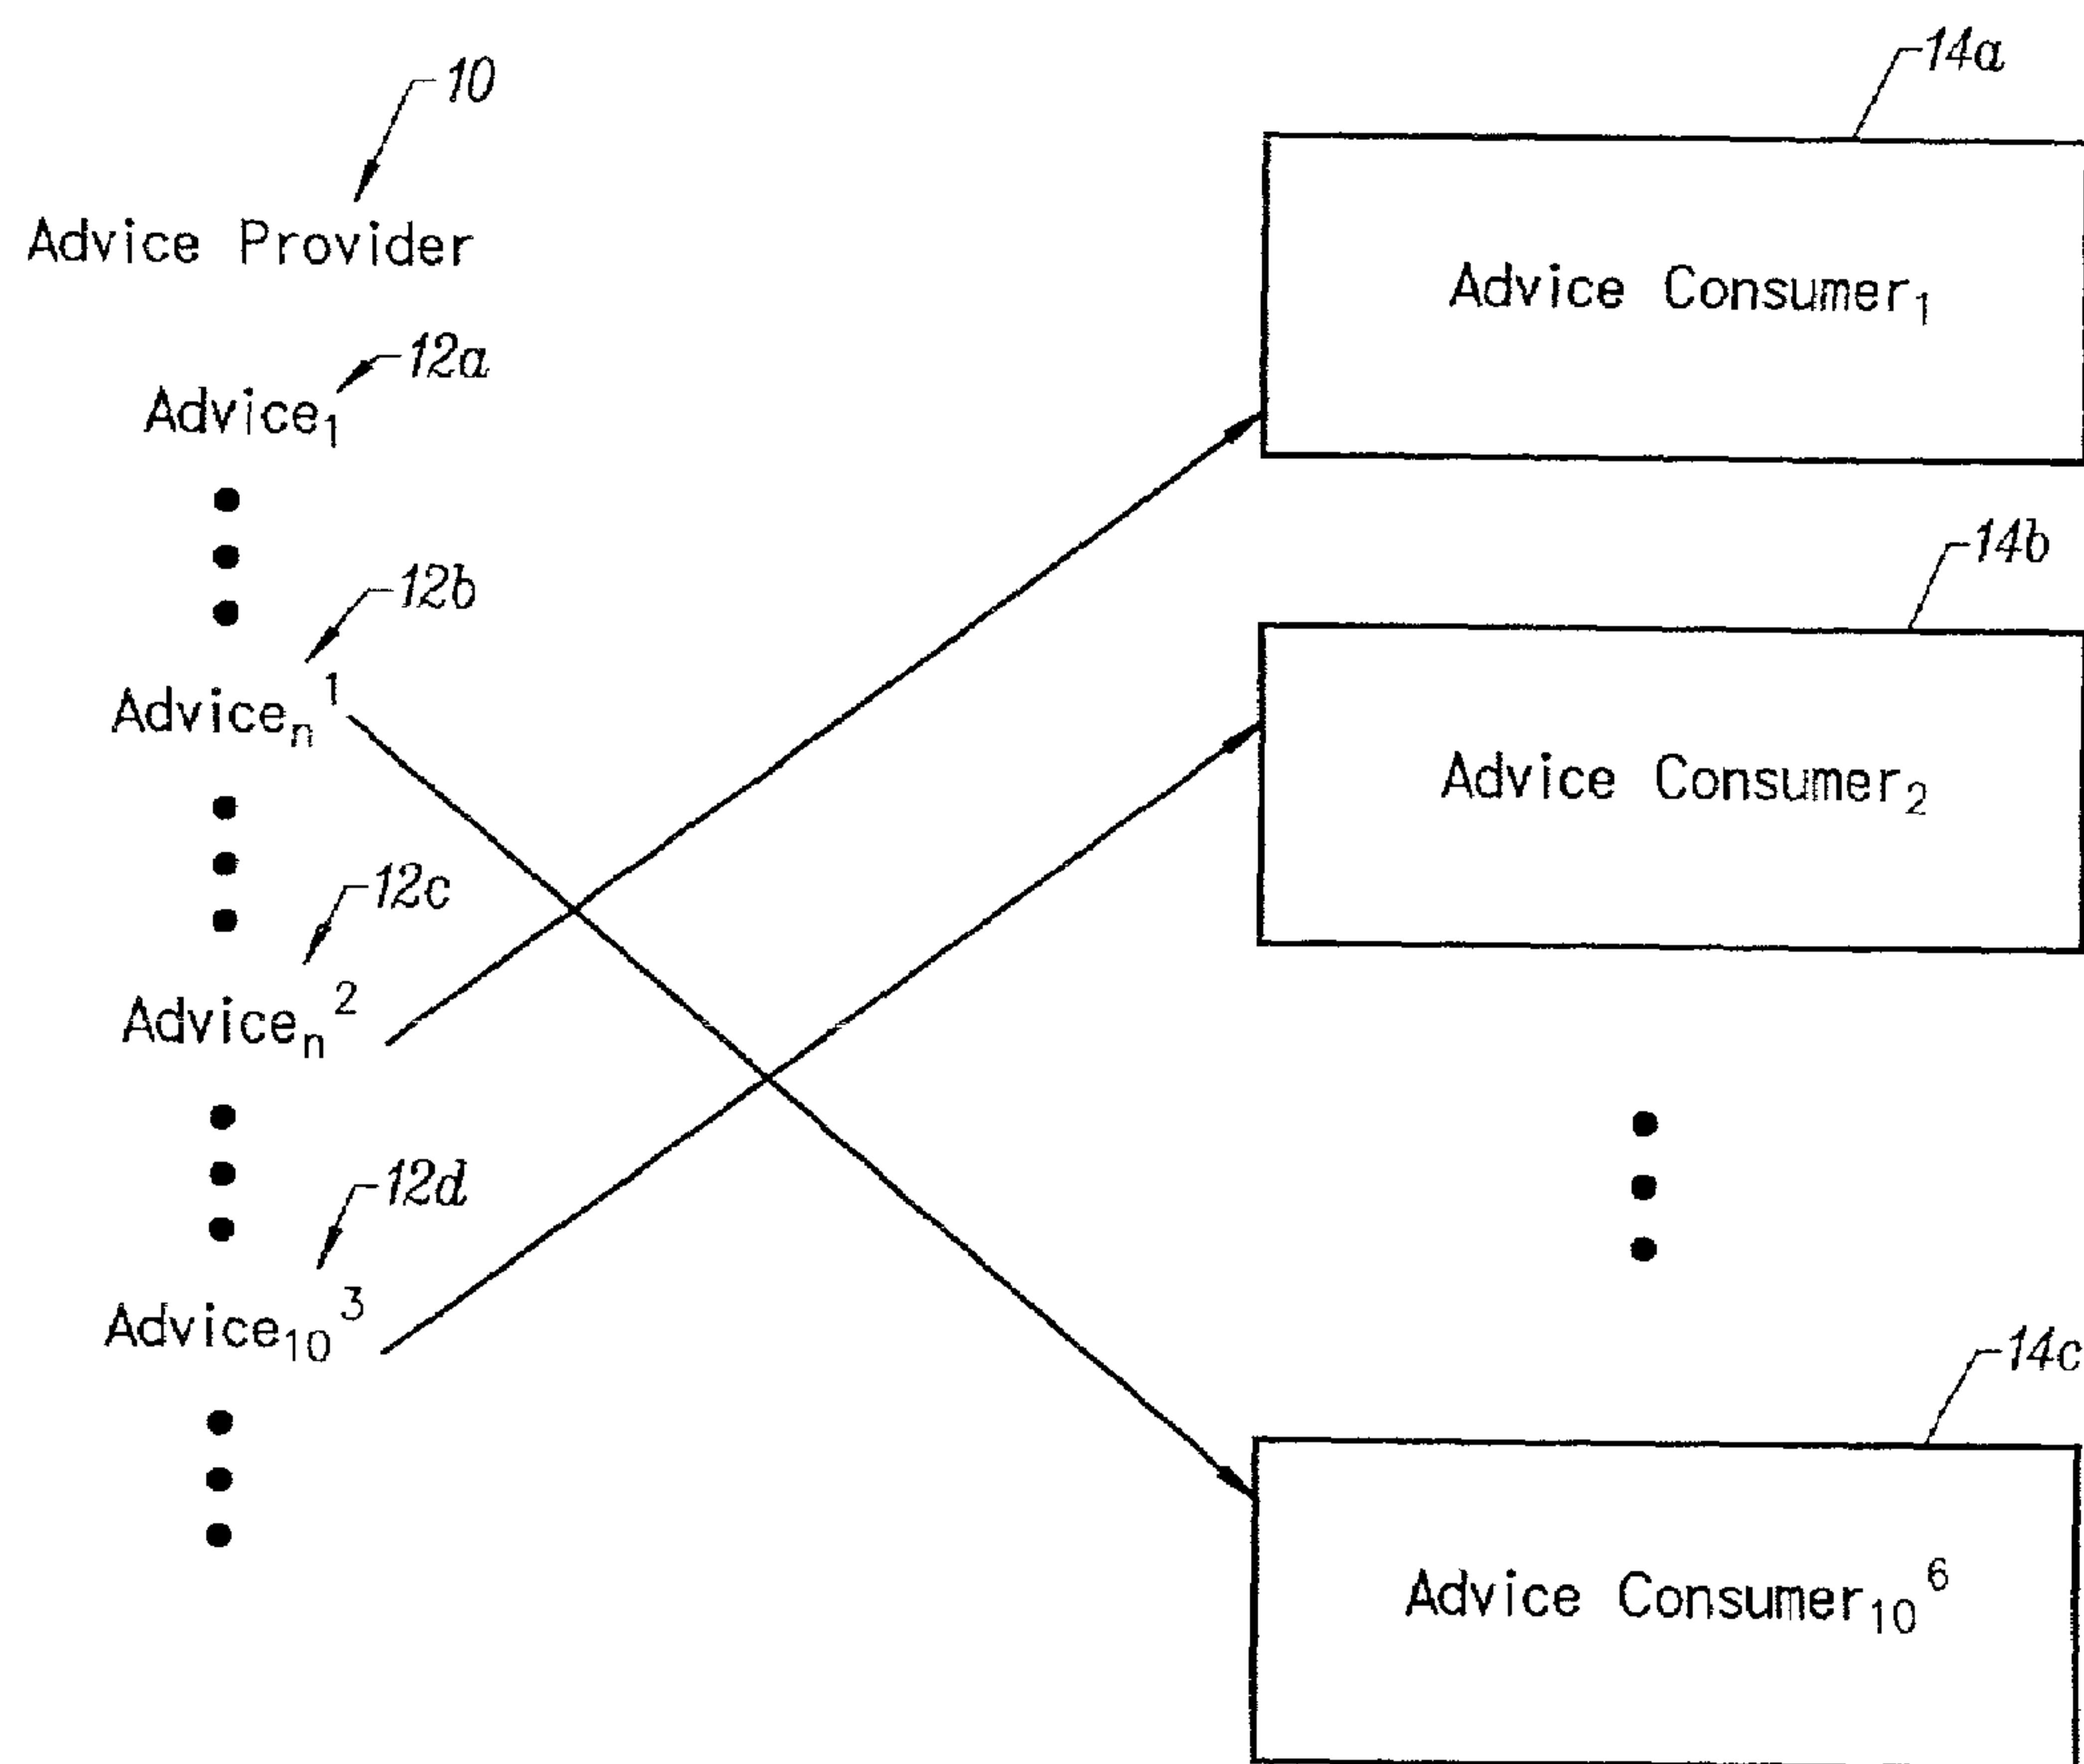 10
Advice Provider
12a
Advice₁
12b
Adviceₙ¹
12c
Adviceₙ²
12d
Advice₁₀³
14a
Advice Consumer₁
14b
Advice Consumer₂
14c
Advice Consumer₁₀⁶